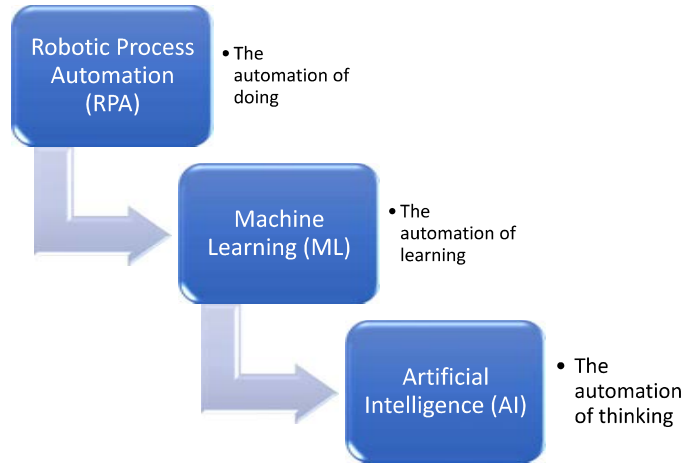 Robotic Process
Automation
(RPA)
• The
automation of
doing
Machine
Learning (ML)
• The
automation of
learning
Artificial
Intelligence (AI)
• The
automation
of thinking